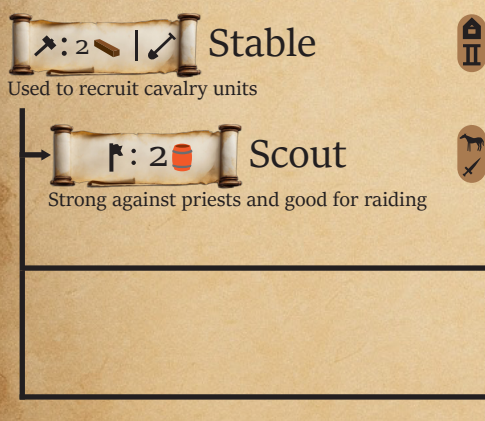 : 2 | Stable
Used to recruit cavalry units
: 2 Scout
Strong against priests and good for raiding